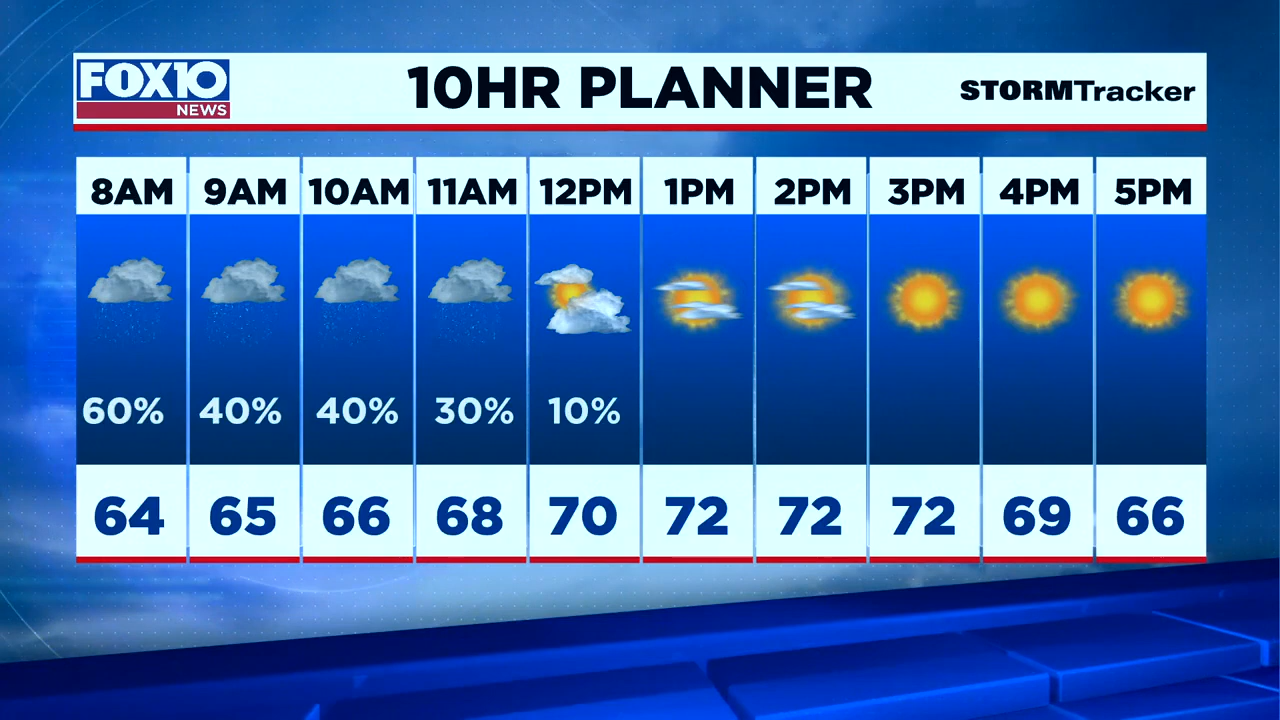 FOX10
NEWS
10HR PLANNER
STORMTracker
8AM 9AM 10AM 11AM 12PM 1PM 2PM 3PM 4PM 5PM
60% 40% 40% 30% 10%
64 65 66 68 70 72 72 72 69 66